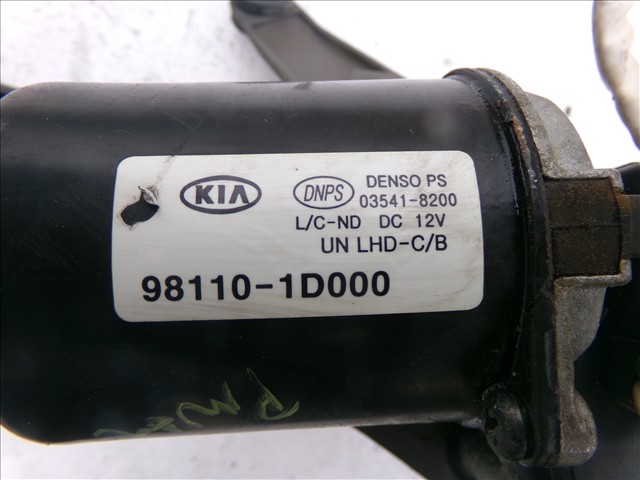 KIA DNPS DENSO PS
03541-8200
L/C-ND DC 12V
UN LHD-C/B
98110-1D000